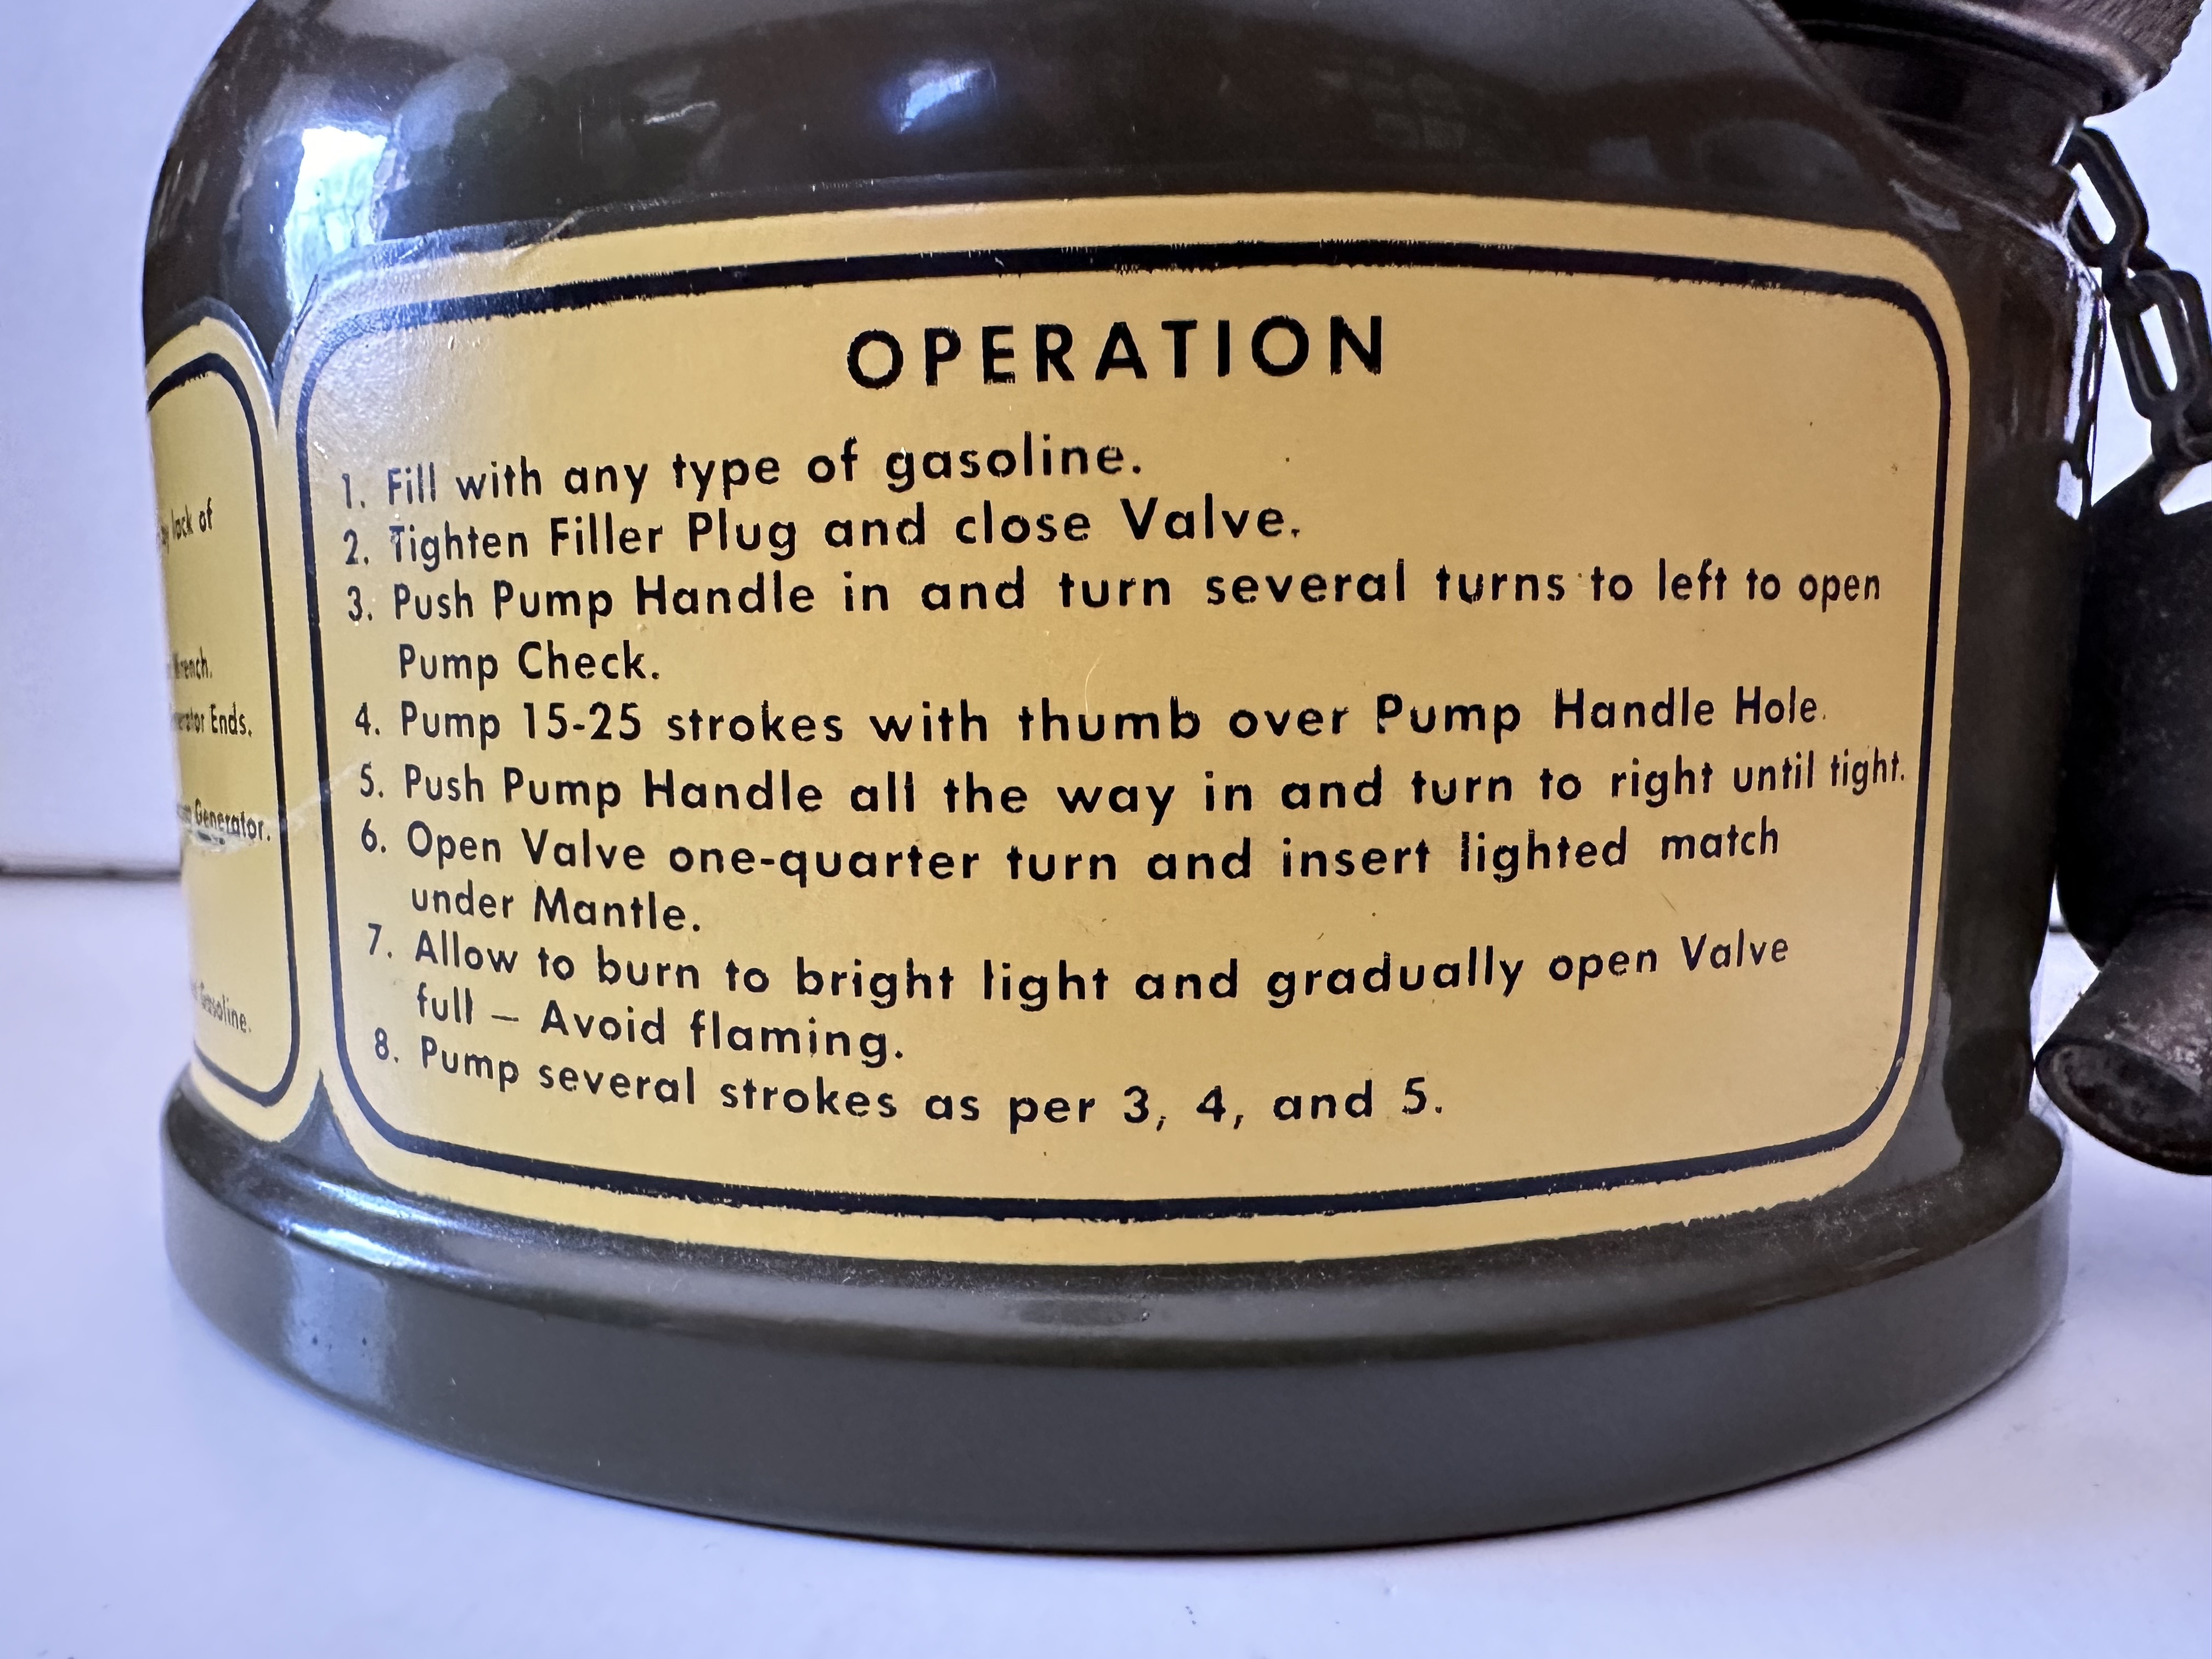 lack of
Wrench.
Ends.
Generator.
Gasoline.
OPERATION
1. Fill with any type of gasoline.
2. Tighten Filler Plug and close Valve.
3. Push Pump Handle in and turn several turns to left to open
Pump Check.
4. Pump 15-25 strokes with thumb over Pump Handle Hole.
5. Push Pump Handle all the way in and turn to right until tight.
6. Open Valve one-quarter turn and insert lighted match
under Mantle.
7. Allow to burn to bright light and gradually open Valve
full – Avoid flaming.
8. Pump several strokes as per 3, 4, and 5.